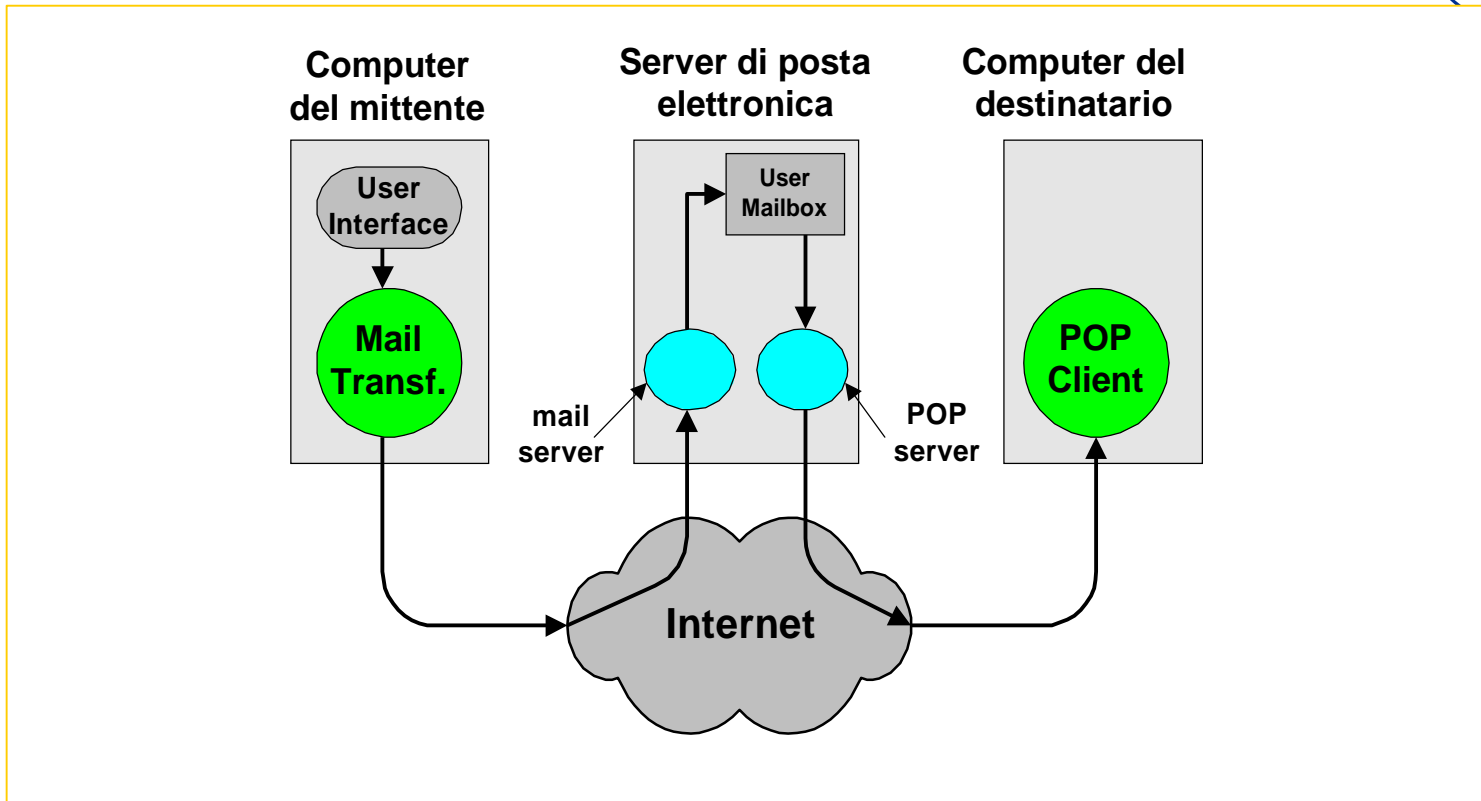 Computer
del mittente
Server di posta
elettronica
Computer del
destinatario
User
Interface
Mail
Transf.
User
Mailbox
mail
server
POP
server
POP
Client
Internet